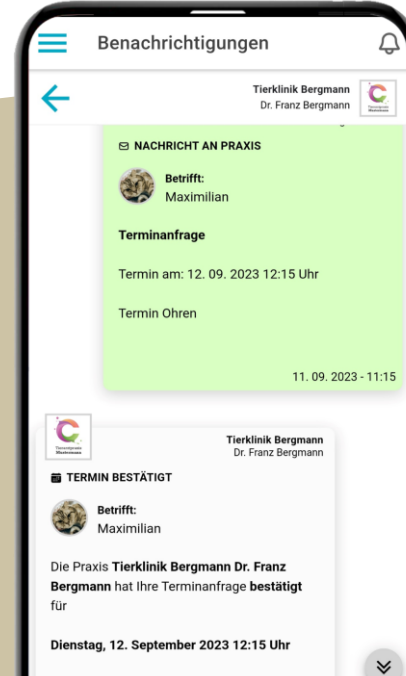 Benachrichtigungen
Tierklinik Bergmann
Dr. Franz Bergmann
NACHRICHT AN PRAXIS
Betrifft:
Maximilian
Terminanfrage
Termin am: 12. 09. 2023 12:15 Uhr
Termin Ohren
11. 09. 2023 - 11:15
Tierklinik Bergmann
Dr. Franz Bergmann
TERMIN BESTÄTIGT
Betrifft:
Maximilian
Die Praxis Tierklinik Bergmann Dr. Franz
Bergmann hat Ihre Terminanfrage bestätigt
für
Dienstag, 12. September 2023 12:15 Uhr